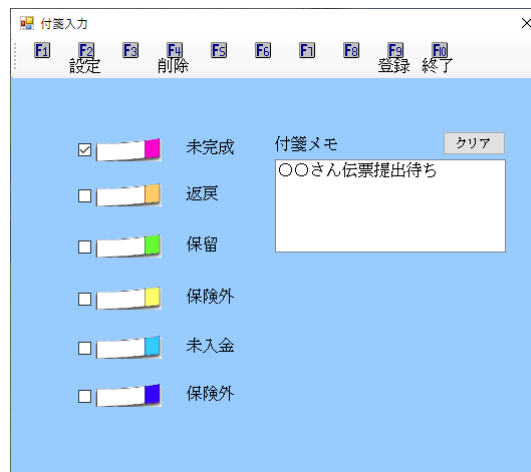 付箋入力
F1 F2 F3 F4 F5 F6 F7 F8 F9 F10
設定 削除 登録 終了
未完成
返戻
保留
保険外
未入金
保険外
付箋メモ
クリア
〇〇さん伝票提出待ち